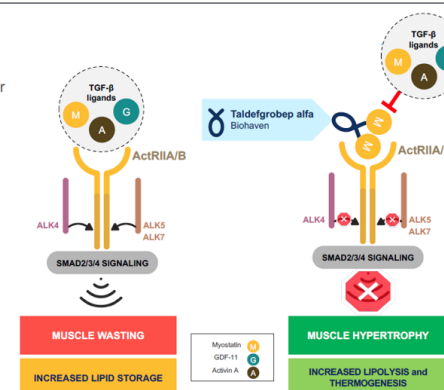 TGF-β
ligands
M
G
A
ActRIIA/B
ALK4
ALK5
ALK7
SMAD2/3/4 SIGNALING
MUSCLE WASTING
INCREASED LIPID STORAGE
Myostatin M
GDF-11 G
Activin A A
TGF-β
ligands
M
A
Taldefgrobep alfa
Biohaven
M
M
ActRIIA/
ALK4
ALK5
ALK7
SMAD2/3/4 SIGNALING
MUSCLE HYPERTROPHY
INCREASED LIPOLYSIS and
THERMOGENESIS